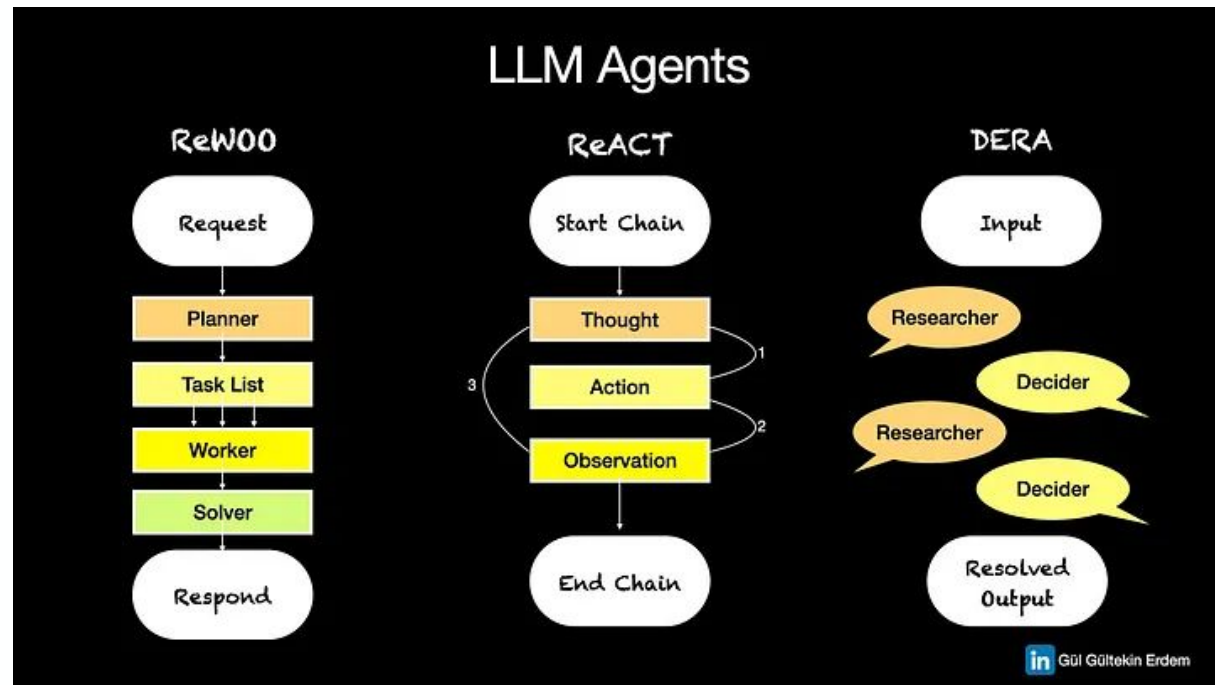 LLM Agents
ReWOO
Request
Planner
Task List
Worker
Solver
Respond
ReACT
Start Chain
Thought
1
Action
3
2
Observation
End Chain
DERA
Input
Researcher
Decider
Researcher
Decider
Resolved
Output
in Gül Gültekin Erdem